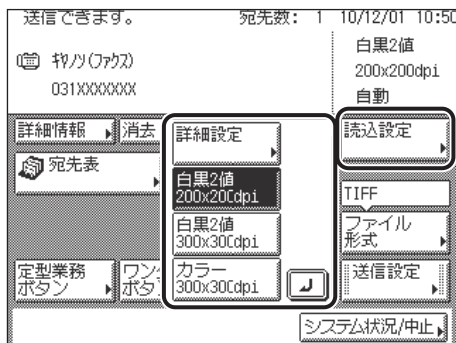 送信できます。 宛先数: 1 10/12/01 10:50
ｷﾔﾉﾝ(ﾌｧｸｽ)
031XXXXXXX
白黒2値
200x200dpi
自動
詳細情報 消去
宛先表
定型業務
ボタン
ワン
ボタ
詳細設定
白黒2値
200x200dpi
白黒2値
300x300dpi
カラー
300x300dpi
読込設定
TIFF
ファイル
形式
送信設定
システム状況/中止